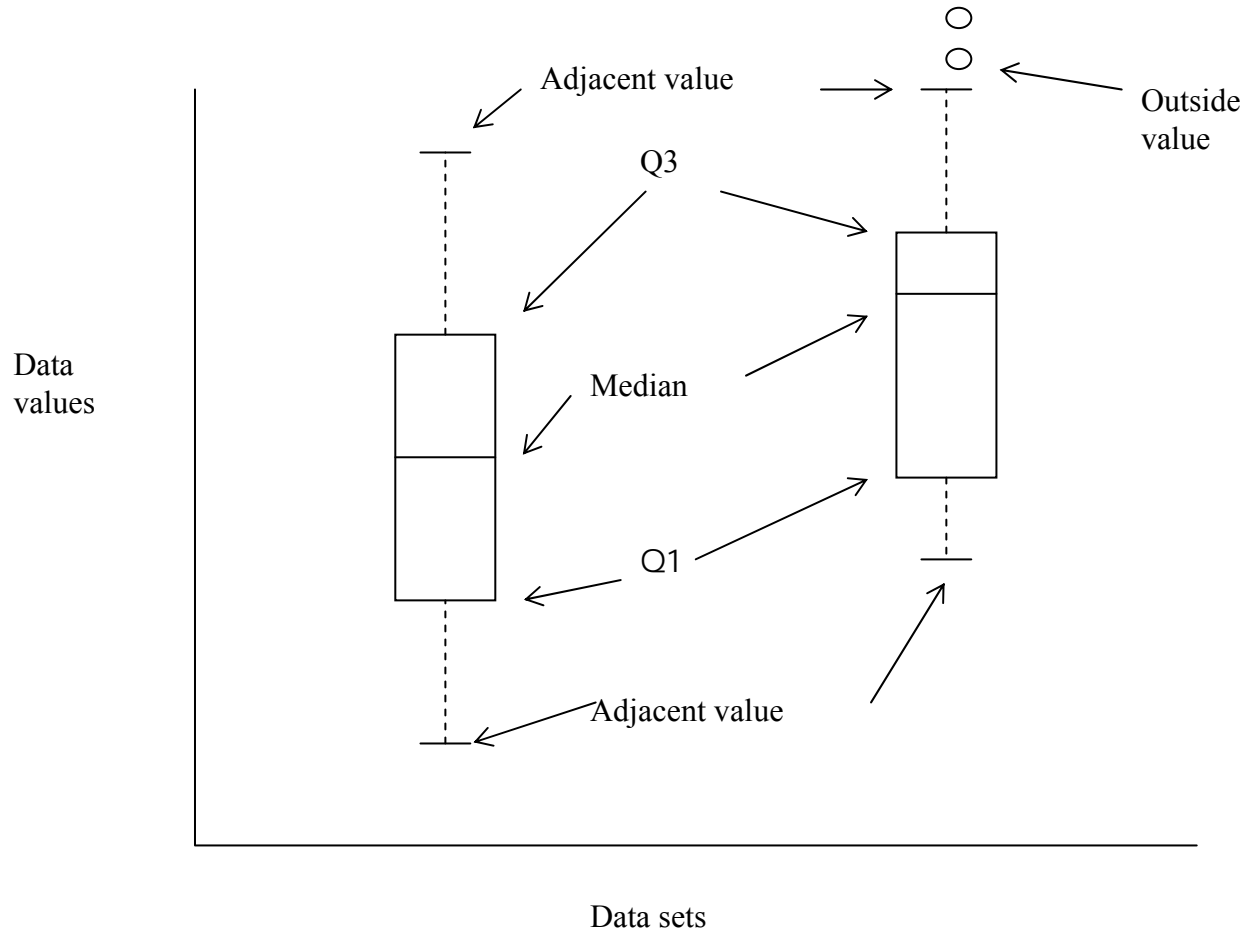 Adjacent value
Outside
value
Q3
Data
values
Median
Q1
Adjacent value
Data sets